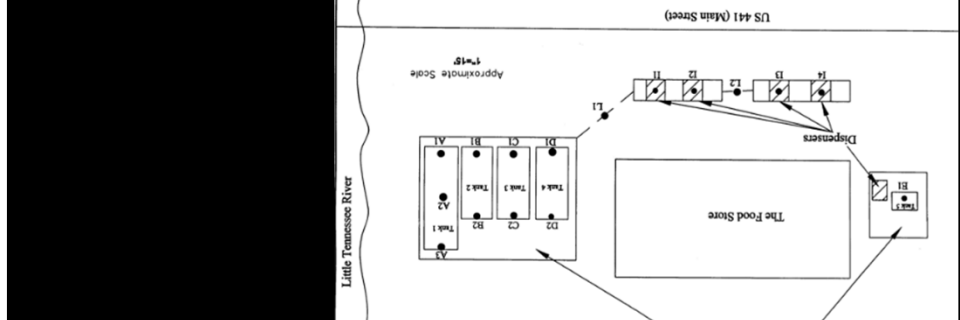 US 441 (Main Street)
Approximate Scale
1"=15'
I1
I2
L2
I3
I4
L1
Dispensers
A1
B1
C1
D1
Tank 2
Tank 3
Tank 4
A2
Tank 1
B2
C2
D2
A3
The Food Store
E1
Tank 5
Little Tennessee River